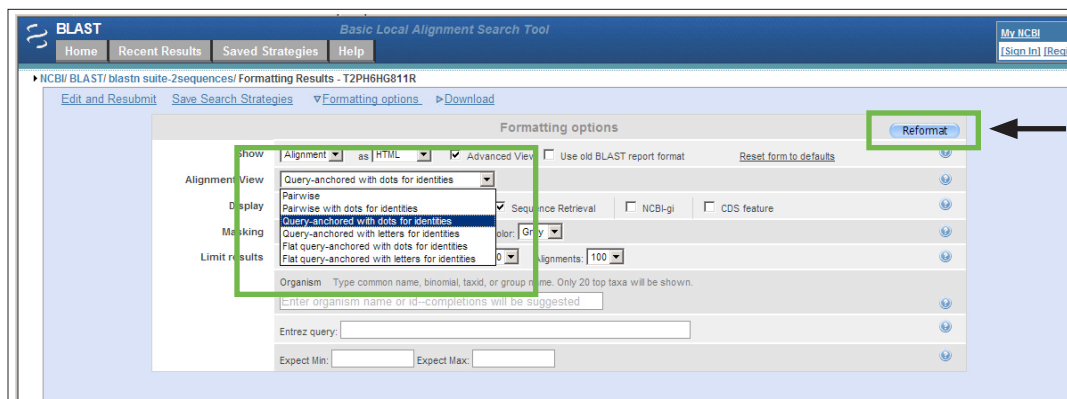 BLAST
Basic Local Alignment Search Tool
My NCBI
Home Recent Results Saved Strategies Help
[Sign In]
NCBI/ BLAST/ blastn suite-2sequences/ Formatting Results - T2PH6HG811R
Edit and Resubmit Save Search Strategies Formatting options Download
Formatting options
Reformat
Show Alignment as HTML Advanced View Use old BLAST report format Reset form to defaults
Alignment View Query-anchored with dots for identities
Pairwise
Display Pairwise with dots for identities Sequence Retrieval NCBI-gi CDS feature
Query-anchored with dots for identities
Masking Query-anchored with letters for identities
Flat query-anchored with dots for identities
Limit results Flat query-anchored with letters for identities Alignments: 100
Organism Type common name, binomial, taxid, or group name. Only 20 top taxa will be shown.
Enter organism name or id--completions will be suggested
Entrez query:
Expect Min: Expect Max: